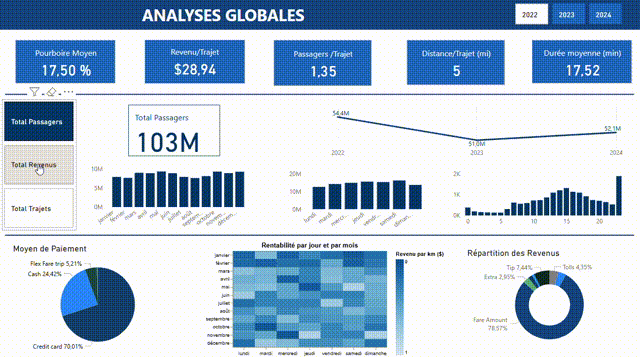 ANALYSES GLOBALES
2022 2023 2024
Pourboire Moyen
17,50 %
Revenu/Trajet
$28,94
Passagers /Trajet
1,35
Distance/Trajet (mi)
5
Durée moyenne (min)
17,52
Total Passagers
Total Revenus
Total Trajets
Total Passagers
103M
54,4M
51,0M
52,1M
2022 2023 2024
10M
5M
0M
janvier février mars avril mai juin juillet août septembre octobre novem... décem...
20M
10M
0M
lundi mardi mercr... jeudi vendr... samedi diman...
2K
1K
0K
0 5 10 15 20
Moyen de Paiement
Flex Fare trip 5,21%
Cash 24,42%
Credit card 70,01%
Rentabilité par jour et par mois
janvier
février
mars
avril
mai
juin
juillet
août
septembre
octobre
novembre
décembre
lundi mardi mercredi jeudi vendredi samedi dimanche
Revenu par km ($)
1
Répartition des Revenus
Tip 7,44%
Tolls 4,35%
Extra 2,95%
Fare Amount
78,57%